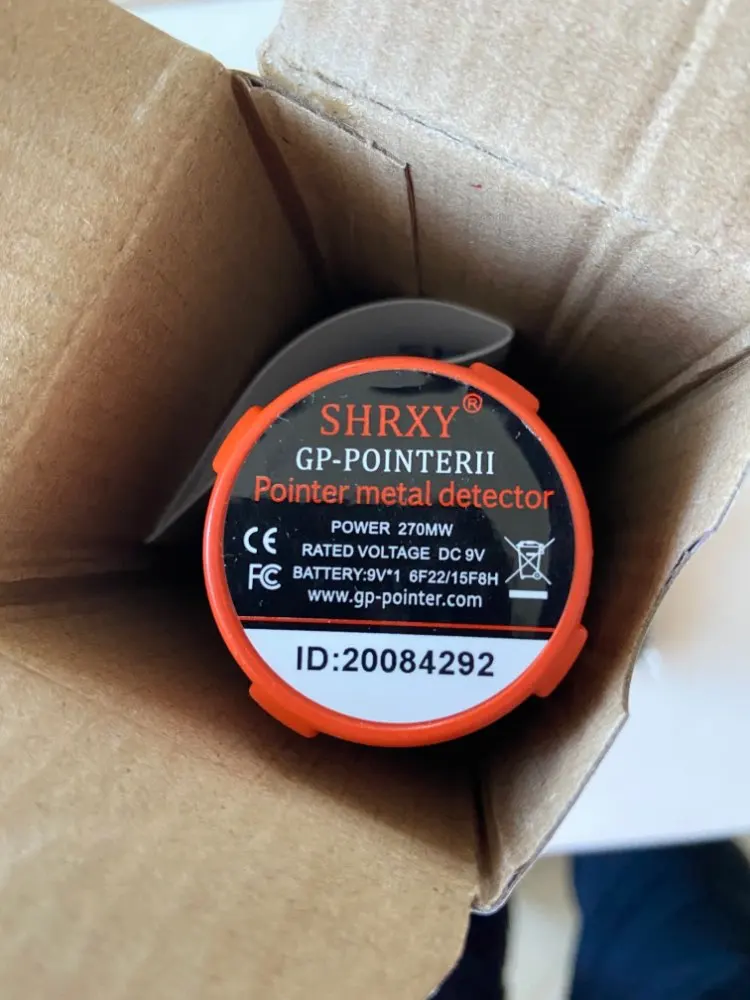 SHRXY®
GP-POINTERII
Pointer metal detector
POWER 270MW
RATED VOLTAGE DC 9V
BATTERY:9V*1 6F22/15F8H
www.gp-pointer.com
CE
FC
ID:20084292